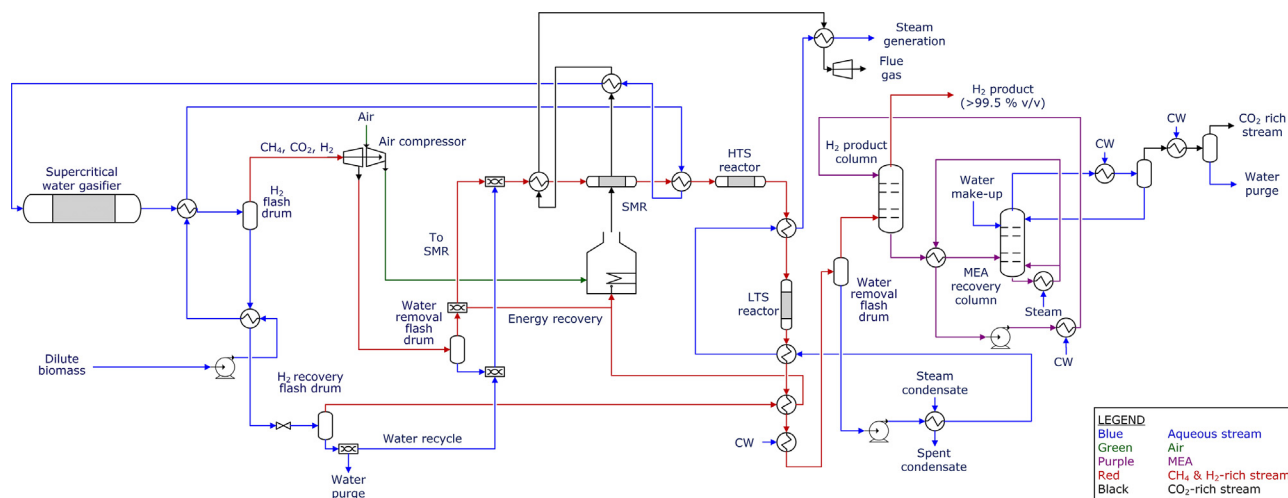 Steam
generation
Flue
gas
H₂ product
(>99.5 % v/v)
CO₂ rich
stream
CW
CW
Air
CH₄, CO₂, H₂
Air compressor
HTS
reactor
H₂ product
column
Supercritical
water gasifier
H₂
flash
drum
SMR
Water
make-up
Water
purge
To
SMR
MEA
recovery
column
Water
removal
flash drum
Steam
LTS
reactor
Water
removal
flash drum
Energy recovery
CW
Dilute
biomass
H₂ recovery
flash drum
Steam
condensate
Water recycle
CW
Spent
condensate
Water
purge
LEGEND
Blue Aqueous stream
Green Air
Purple MEA
Red CH₄ & H₂-rich stream
Black CO₂-rich stream